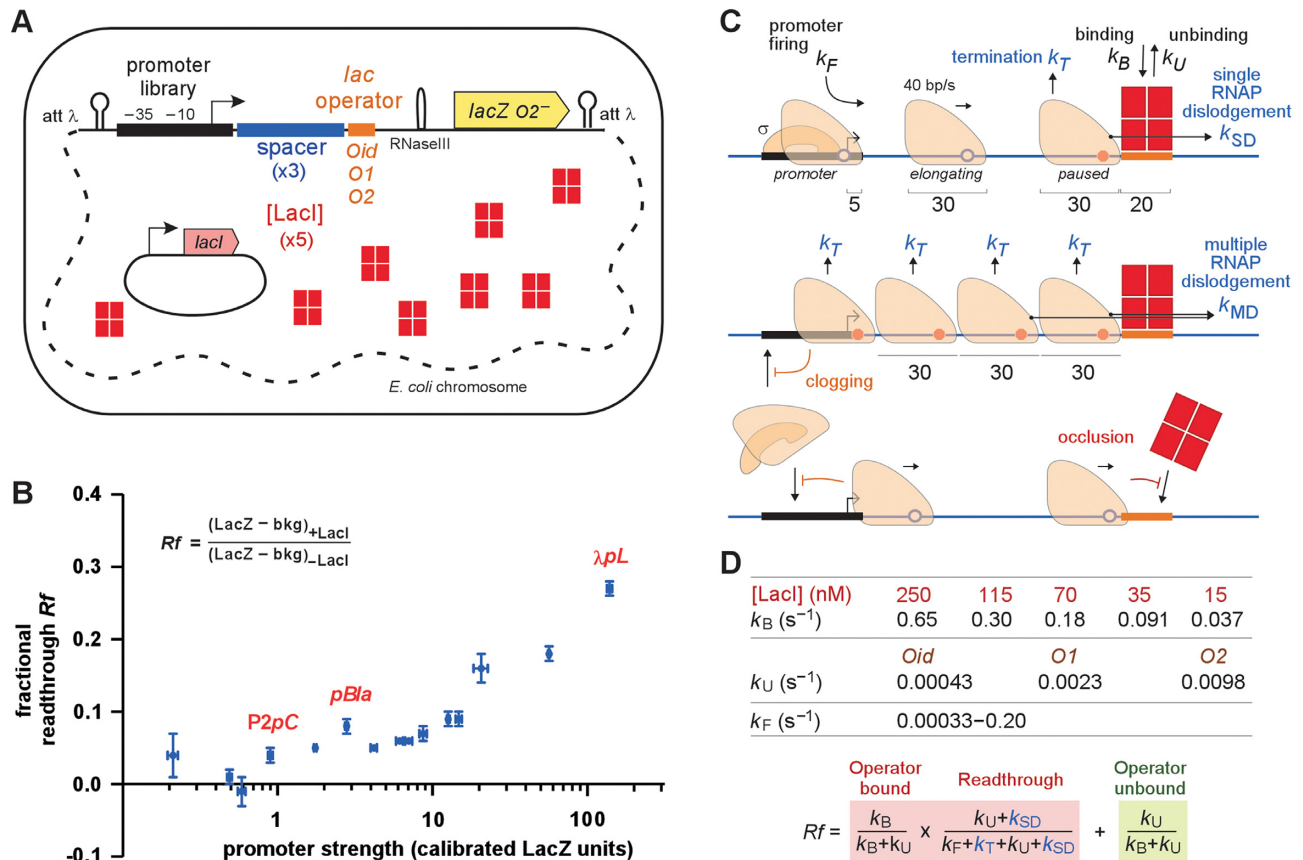 A
promoter
library
−35 −10
att λ
lac
operator
lacZ O2−
att λ
spacer
(x3)
Oid
O1
O2
RNaseIII
[LacI]
(x5)
lacI
E. coli chromosome
B
fractional
readthrough Rf
0.4
0.3
0.2
0.1
0.0
-0.1
Rf = (LacZ − bkg)+LacI
(LacZ − bkg)−LacI
P2pC
pBla
λpL
1 10 100
promoter strength (calibrated LacZ units)
C
promoter
firing
kF
σ
promoter
5
40 bp/s
elongating
30
termination kT
paused
30
binding
kB
unbinding
kU
20
single
RNAP
dislodgement
kSD
kT kT kT kT
multiple
RNAP
dislodgement
kMD
30 30 30
clogging
occlusion
D
[LacI] (nM) 250 115 70 35 15
kB (s−1) 0.65 0.30 0.18 0.091 0.037
Oid O1 O2
kU (s−1) 0.00043 0.0023 0.0098
kF (s−1) 0.00033−0.20
Operator
bound
Readthrough
Operator
unbound
Rf = kB x kU+kSD + kU
kB+kU kF+kT+kU+kSD kB+kU